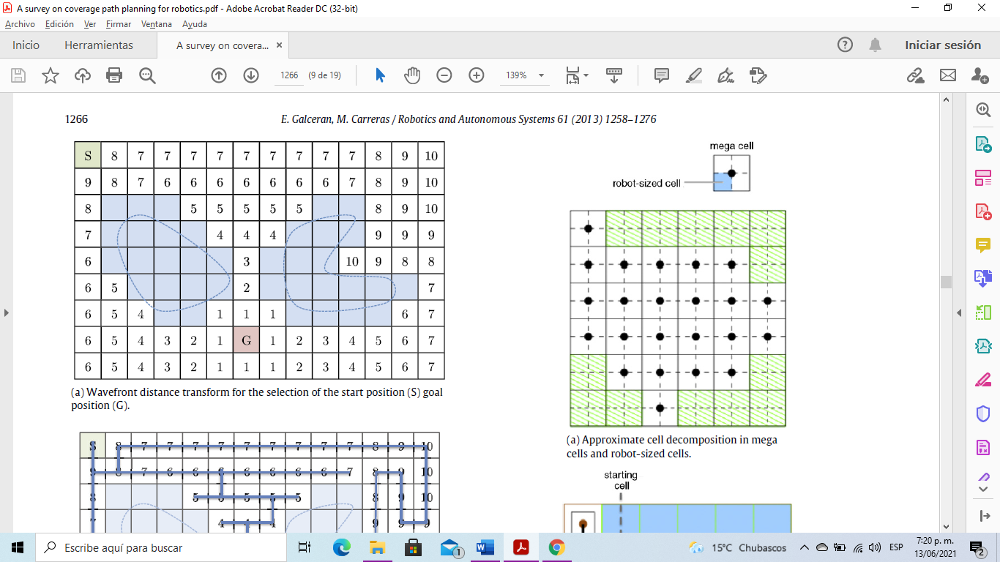 A survey on coverage path planning for robotics.pdf - Adobe Acrobat Reader DC (32-bit)
Archivo Edición Ver Firmar Ventana Ayuda
Inicio Herramientas A survey on covera... × Iniciar sesión
1266 (9 de 19) 139%
1266 E. Galceran, M. Carreras / Robotics and Autonomous Systems 61 (2013) 1258–1276
S 8 7 7 7 7 7 7 7 7 7 8 9 10
9 8 7 6 6 6 6 6 6 6 7 8 9 10
8 5 5 5 5 5 8 9 10
7 4 4 4 9 9 9
6 3 10 9 8 8
6 5 2 7
6 5 4 1 1 1 6 7
6 5 4 3 2 1 G 1 2 3 4 5 6 7
6 5 4 3 2 1 1 1 2 3 4 5 6 7
(a) Wavefront distance transform for the selection of the start position (S) goal
position (G).
S 8 7 7 7 7 7 7 7 7 7 8 9 10
9 8 7 6 6 6 6 6 6 6 7 8 9 10
8 5 5 5 5 5 8 9 10
7 4 4 4 9 9 9
mega cell
robot-sized cell
(a) Approximate cell decomposition in mega
cells and robot-sized cells.
starting
cell
Escribe aquí para buscar
1
15°C Chubascos
ESP
7:20 p. m.
13/06/2021
2